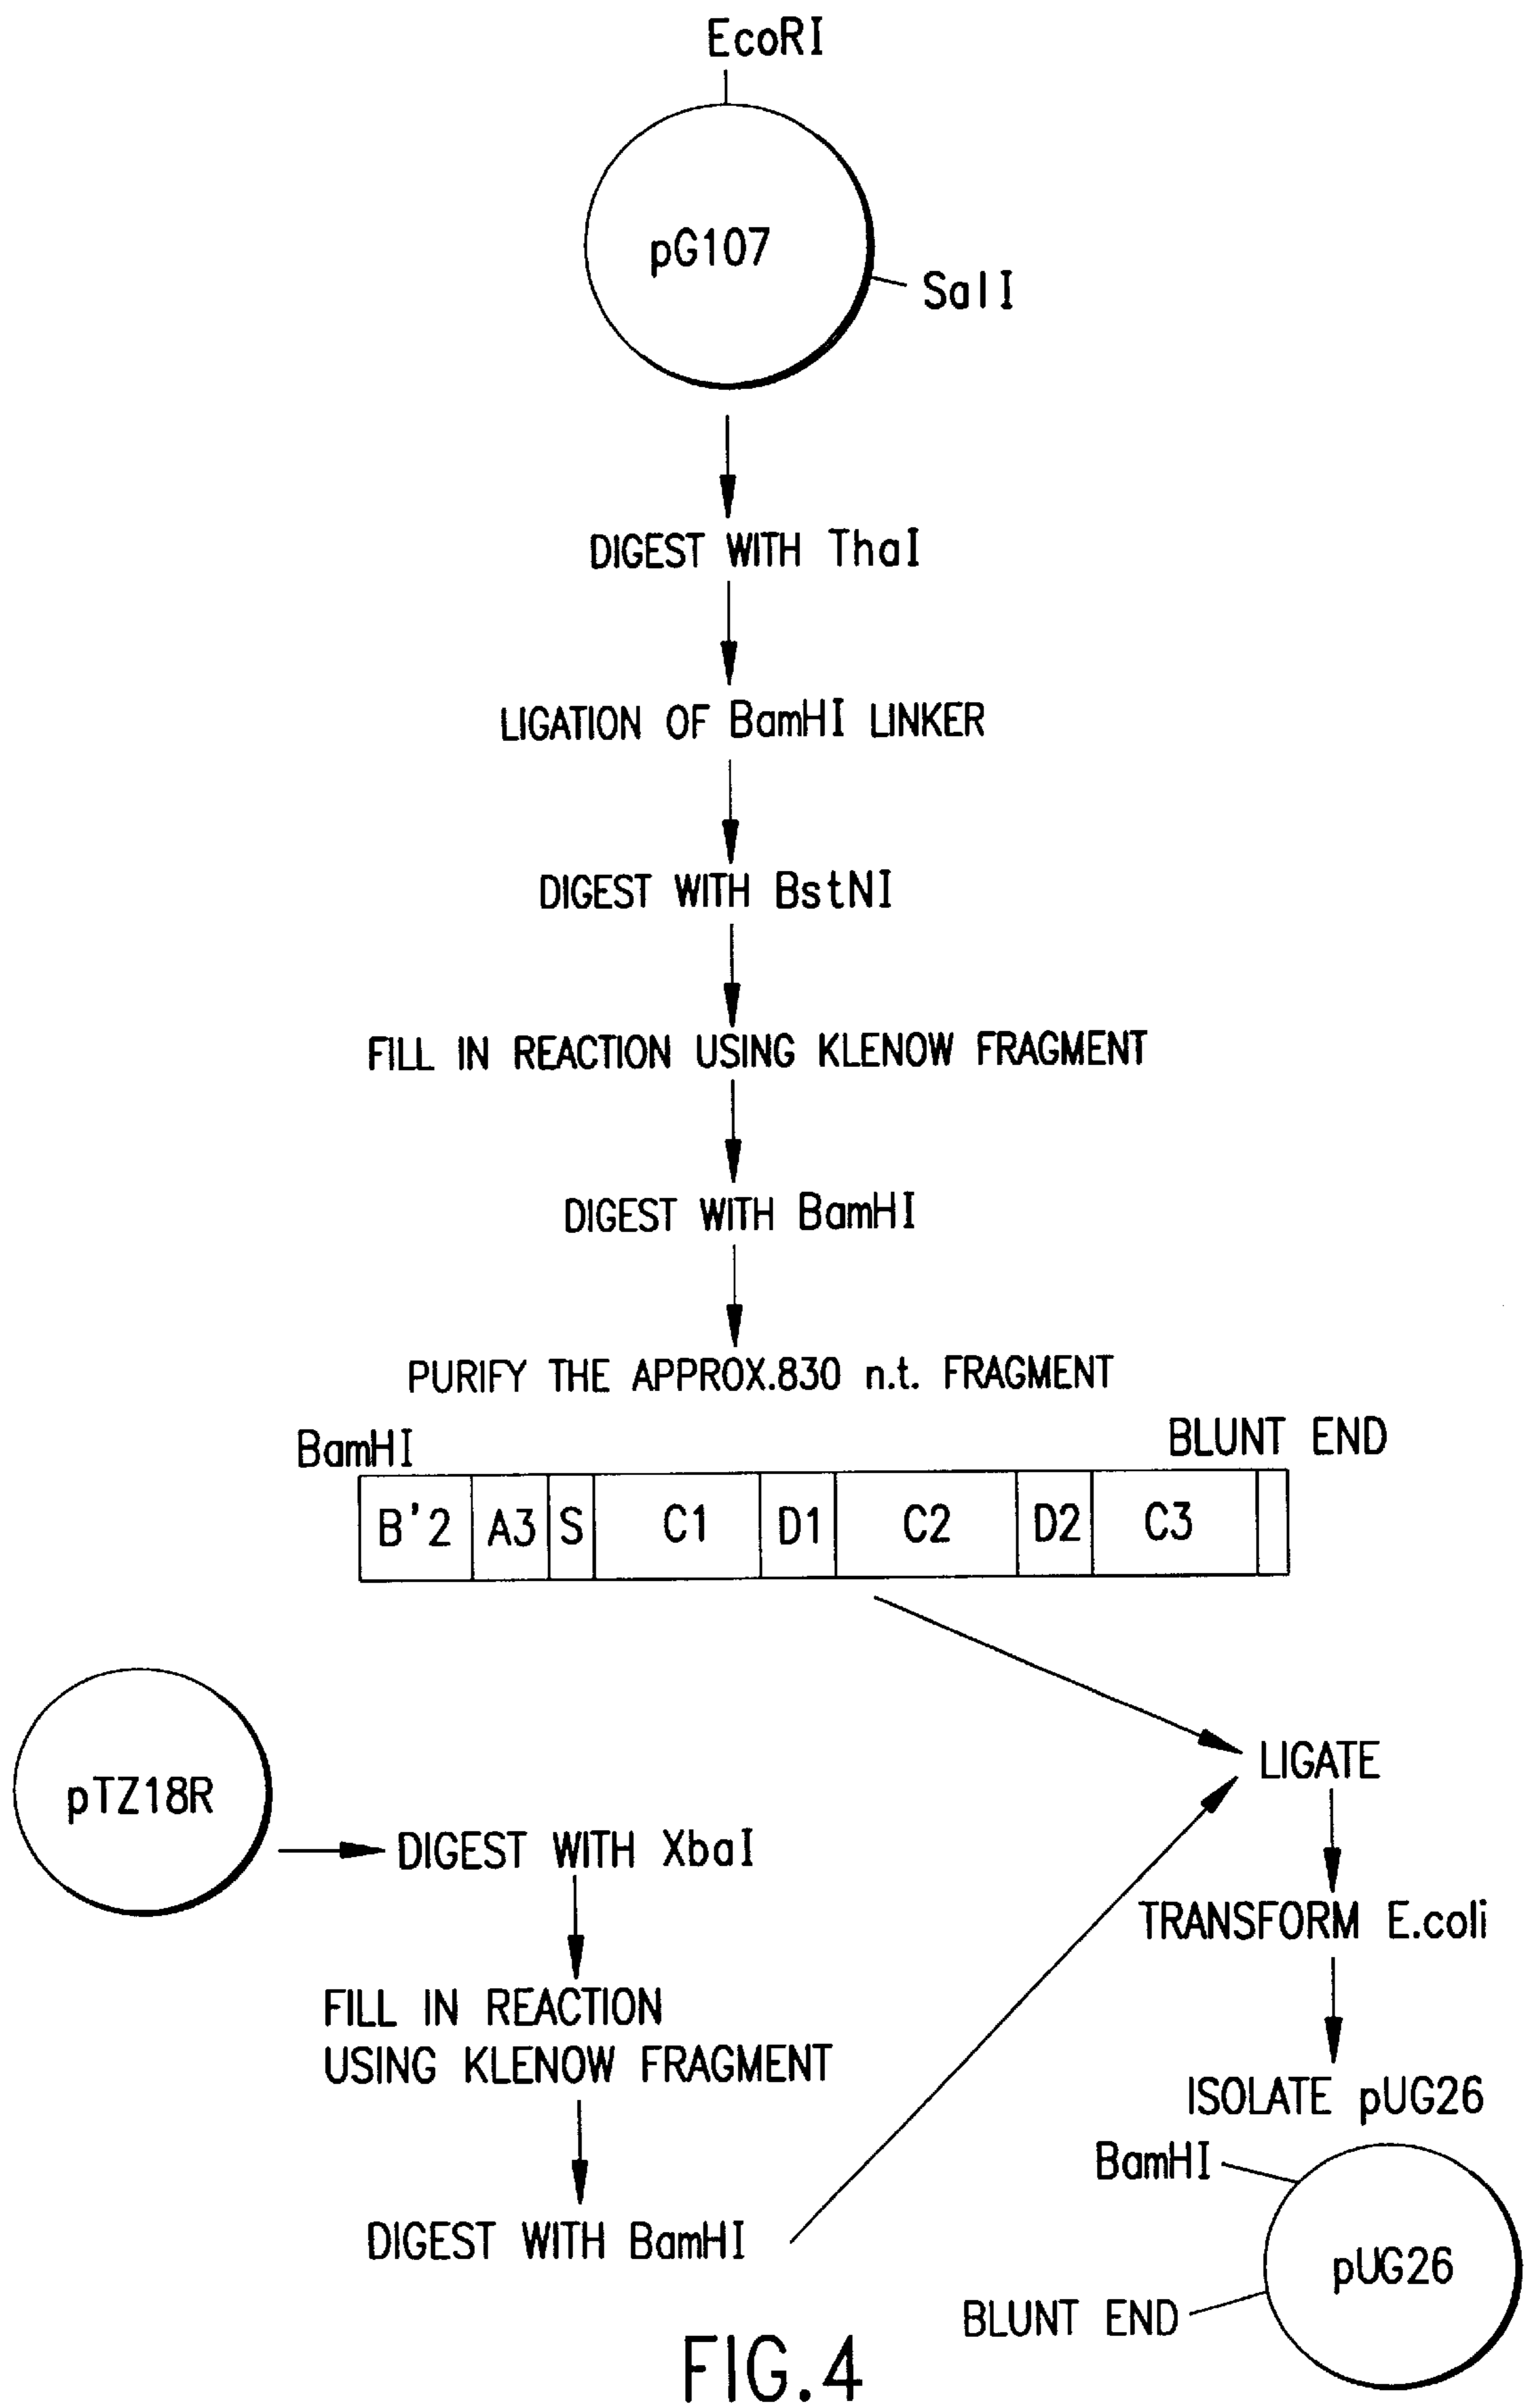 EcoRI
pG107
SalI
DIGEST WITH ThaI
LIGATION OF BamHI LINKER
DIGEST WITH BstNI
FILL IN REACTION USING KLENOW FRAGMENT
DIGEST WITH BamHI
PURIFY THE APPROX.830 n.t. FRAGMENT
BamHI
BLUNT END
B'2 A3 S C1 D1 C2 D2 C3
LIGATE
pTZ18R
DIGEST WITH XbaI
TRANSFORM E.coli
FILL IN REACTION
USING KLENOW FRAGMENT
ISOLATE pUG26
BamHI
DIGEST WITH BamHI
pUG26
BLUNT END
FIG.4